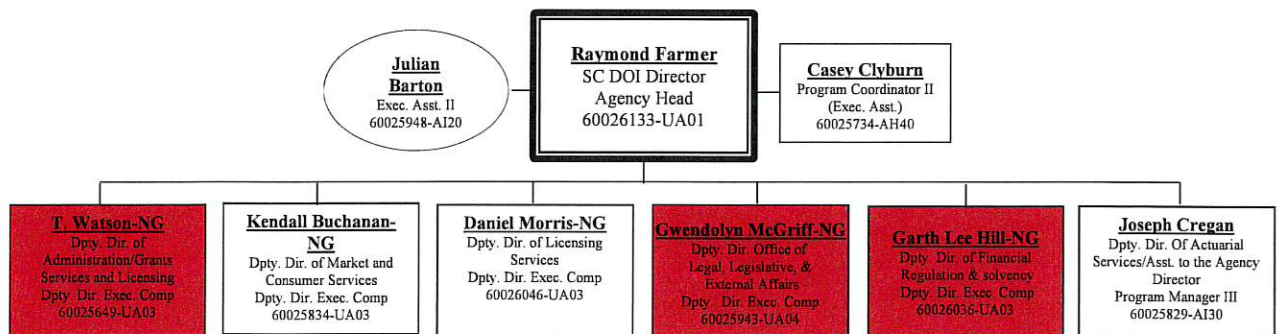 Julian
Barton
Exec. Asst. II
60025948-AI20
Raymond Farmer
SC DOI Director
Agency Head
60026133-UA01
Casey Clyburn
Program Coordinator II
(Exec. Asst.)
60025734-AH40
T. Watson-NG
Dpty. Dir. of
Administration/Grants
Services and Licensing
Dpty. Dir. Exec. Comp
60025649-UA03
Kendall Buchanan-
NG
Dpty. Dir. of Market and
Consumer Services
Dpty. Dir. Exec. Comp
60025834-UA03
Daniel Morris-NG
Dpty. Dir. of Licensing
Services
Dpty. Dir. Exec. Comp
60026046-UA03
Gwendolyn McGriff-NG
Dpty. Dir. Office of
Legal, Legislative, &
External Affairs
Dpty. Dir. Exec. Comp
60025943-UA04
Garth Lee Hill-NG
Dpty. Dir. of Financial
Regulation & solvency
Dpty. Dir. Exec. Comp
60026036-UA03
Joseph Cregan
Dpty. Dir. Of Actuarial
Services/Asst. to the Agency
Director
Program Manager III
60025829-AI30